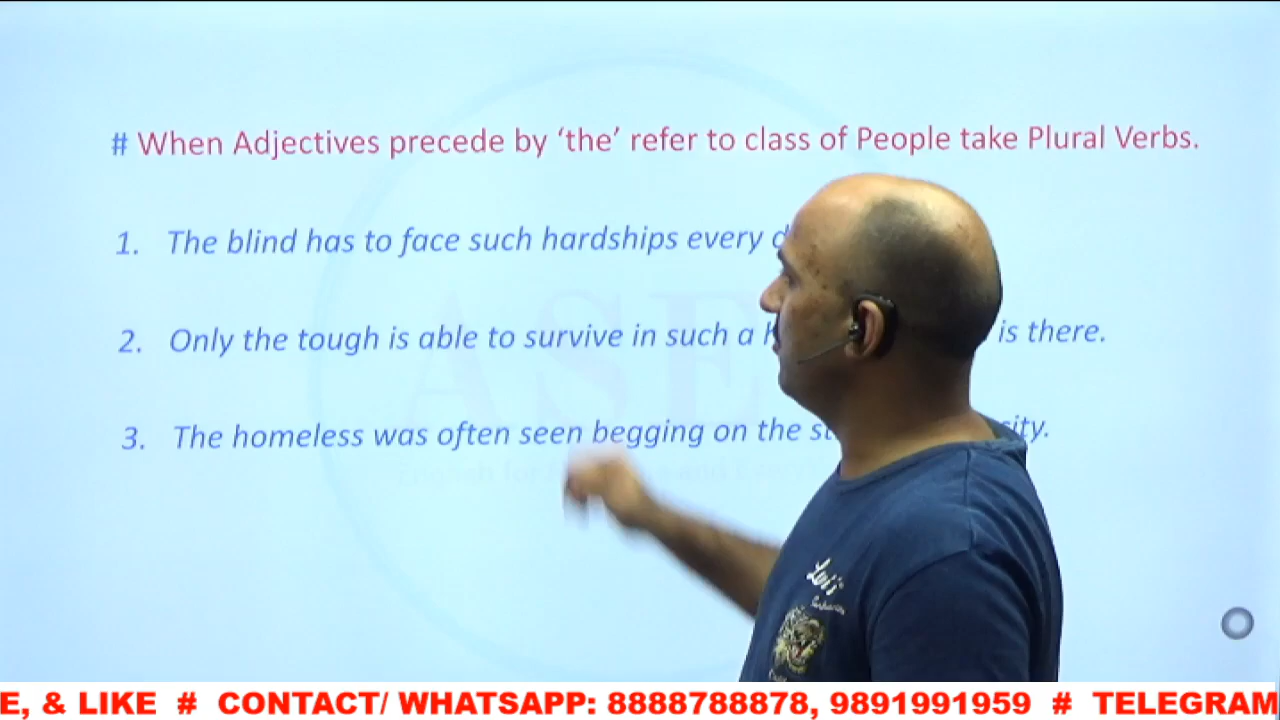 # When Adjectives precede by ‘the’ refer to class of People take Plural Verbs.
1. The blind has to face such hardships every
2. Only the tough is able to survive in such a is there.
3. The homeless was often seen begging on the
Levi's
E, & LIKE # CONTACT/ WHATSAPP: 8888788878, 9891991959 # TELEGRAM